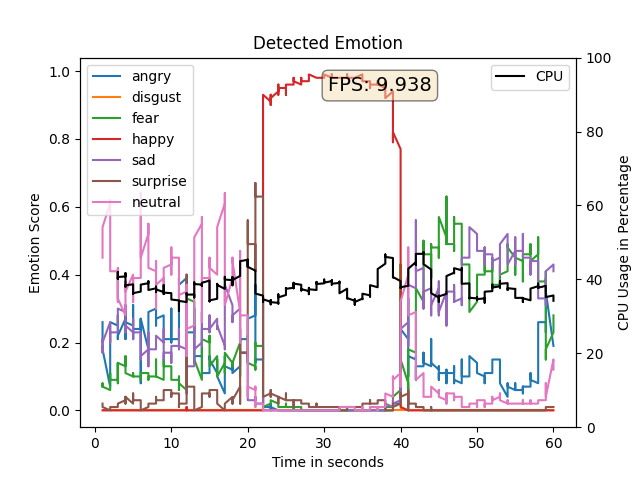 Detected Emotion
angry
disgust
fear
happy
sad
surprise
neutral
FPS: 9.938
CPU
1.0
0.8
0.6
0.4
0.2
0.0
Emotion Score
100
80
60
40
20
0
CPU Usage in Percentage
0 10 20 30 40 50 60
Time in seconds